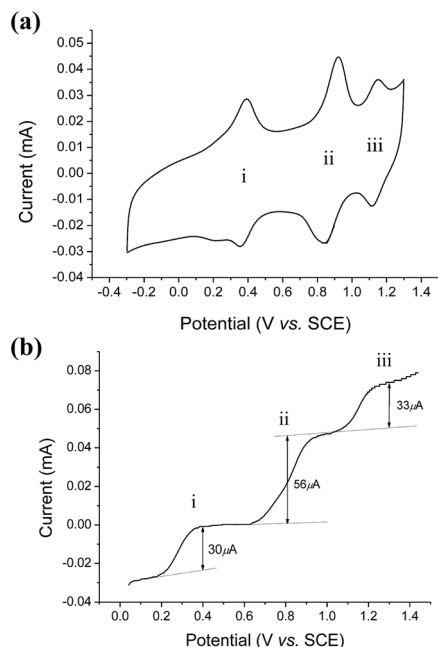 (a)
0.05
0.04
0.03
0.02
0.01
0.00
-0.01
-0.02
-0.03
-0.04
Current (mA)
i
ii
iii
-0.4 -0.2 0.0 0.2 0.4 0.6 0.8 1.0 1.2 1.4
Potential (V vs. SCE)
(b)
0.08
0.04
0.00
-0.02
-0.04
Current (mA)
i
ii
iii
30μA
56μA
33μA
0.0 0.2 0.4 0.6 0.8 1.0 1.2 1.4
Potential (V vs. SCE)